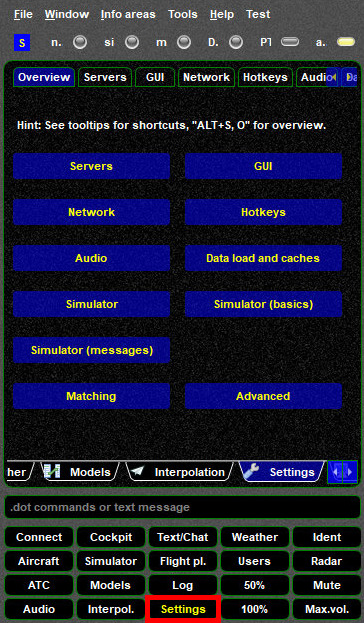 File Window Info areas Tools Help Test
S n. si m D. PT a.
Overview Servers GUI Network Hotkeys Audio Da
Hint: See tooltips for shortcuts, "ALT+S, O" for overview.
Servers GUI
Network Hotkeys
Audio Data load and caches
Simulator Simulator (basics)
Simulator (messages)
Matching Advanced
her Models Interpolation Settings
.dot commands or text message
Connect Cockpit Text/Chat Weather Ident
Aircraft Simulator Flight pl. Users Radar
ATC Models Log 50% Mute
Audio Interpol. Settings 100% Max.vol.